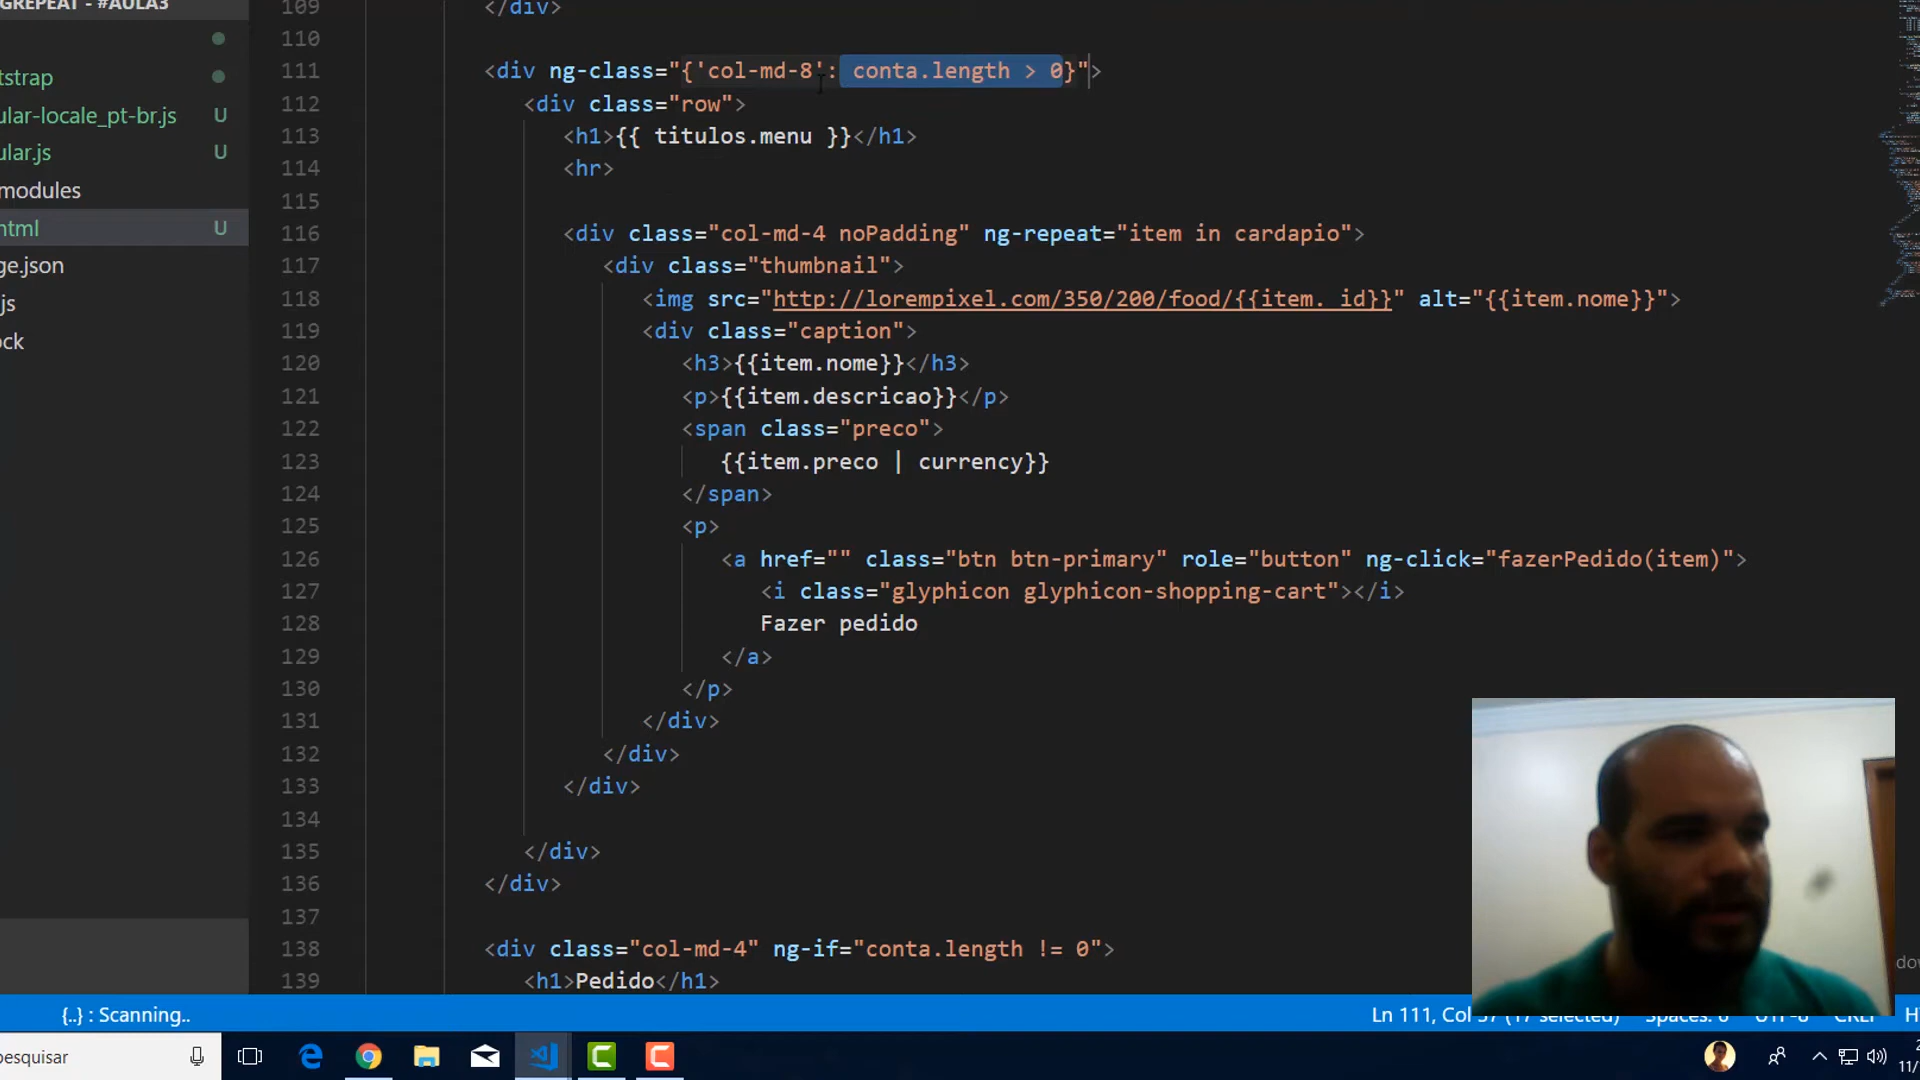 GREPEAT - #AULA3
tstrap
ular-locale_pt-br.js U
ular.js U
modules
html U
ge.json
js
ock
109 </div>
110
111 <div ng-class="{'col-md-8': conta.length > 0}">
112 <div class="row">
113 <h1>{{ titulos.menu }}</h1>
114 <hr>
115
116 <div class="col-md-4 noPadding" ng-repeat="item in cardapio">
117 <div class="thumbnail">
118 <img src="http://lorempixel.com/350/200/food/{{item._id}}" alt="{{item.nome}}">
119 <div class="caption">
120 <h3>{{item.nome}}</h3>
121 <p>{{item.descricao}}</p>
122 <span class="preco">
123 {{item.preco | currency}}
124 </span>
125 <p>
126 <a href="" class="btn btn-primary" role="button" ng-click="fazerPedido(item)">
127 <i class="glyphicon glyphicon-shopping-cart"></i>
128 Fazer pedido
129 </a>
130 </p>
131 </div>
132 </div>
133 </div>
134
135 </div>
136 </div>
137
138 <div class="col-md-4" ng-if="conta.length != 0">
139 <h1>Pedido</h1>
{..} : Scanning..
Ln 111, Col 37 (17 selected)
pesquisar
11/